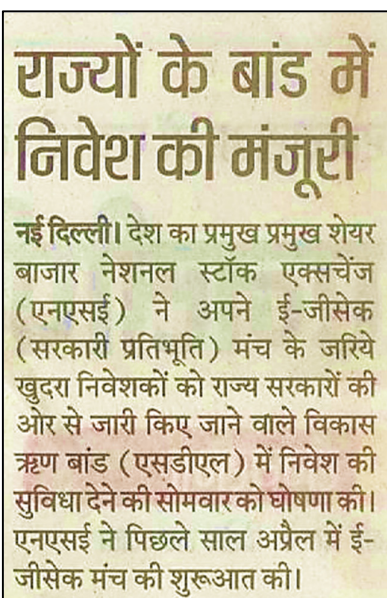 राज्यों के बांड में
निवेश की मंजूरी
नई दिल्ली। देश का प्रमुख प्रमुख शेयर
बाजार नेशनल स्टॉक एक्सचेंज
(एनएसई) ने अपने ई-जीसेक
(सरकारी प्रतिभूति) मंच के जरिये
खुदरा निवेशकों को राज्य सरकारों की
ओर से जारी किए जाने वाले विकास
ऋण बांड (एसडीएल) में निवेश की
सुविधा देने की सोमवार को घोषणा की।
एनएसई ने पिछले साल अप्रैल में ई-
जीसेक मंच की शुरूआत की।